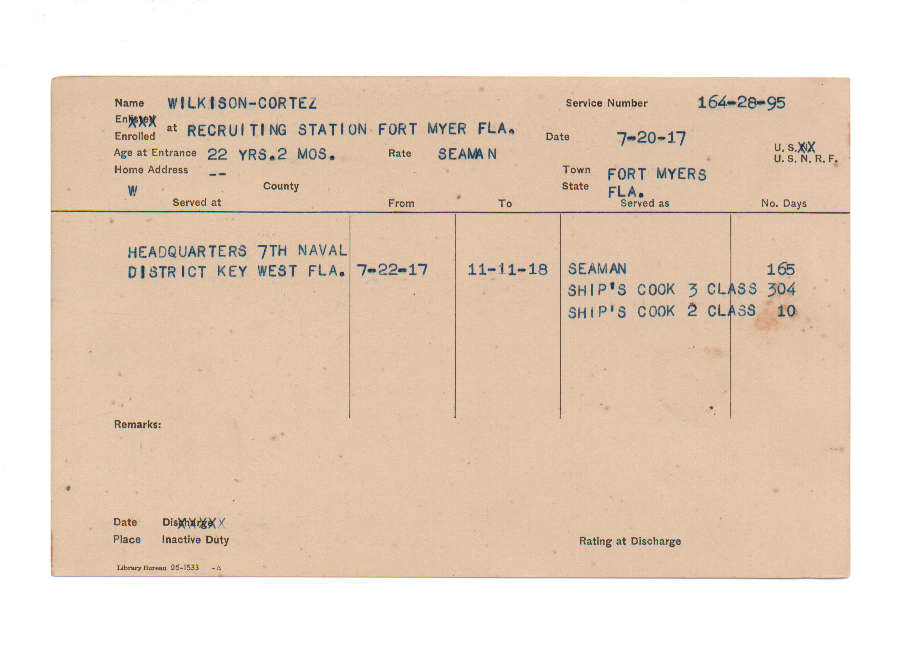 Name WILKISON-CORTEZ Service Number 164-28-95
Enlisted
Enrolled at RECRUITING STATION FORT MYER FLA. Date 7-20-17
U. S. N.
U. S. N. R. F.
Age at Entrance 22 YRS.2 MOS. Rate SEAMAN
Home Address -- Town FORT MYERS
W County State FLA.
Served at From To Served as No. Days
HEADQUARTERS 7TH NAVAL
DISTRICT KEY WEST FLA. 7-22-17 11-11-18 SEAMAN 165
SHIP'S COOK 3 CLASS 304
SHIP'S COOK 2 CLASS 10
Remarks:
Date Discharge
Place Inactive Duty Rating at Discharge
Library Bureau 25-1533